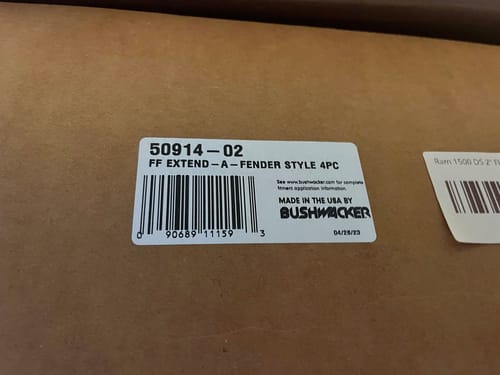 50914-02
FF EXTEND-A-FENDER STYLE 4PC
See www.bushwacker.com for complete
fitment application information.
MADE IN THE USA BY
BUSHWACKER
0 90689 11159 3
04/26/23
Ram 1500 DS 2"